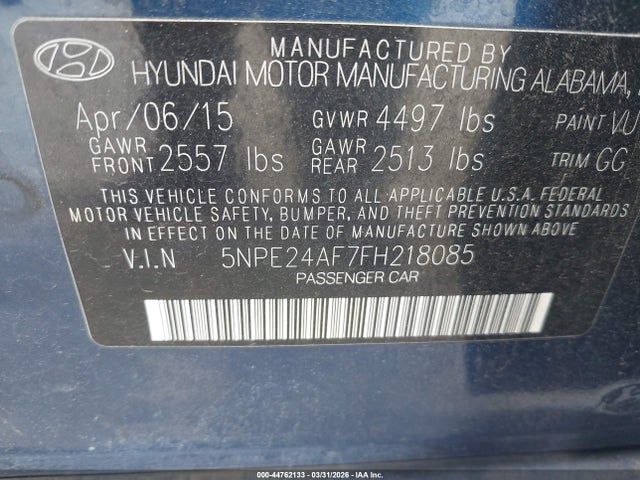 MANUFACTURED BY
HYUNDAI MOTOR MANUFACTURING ALABAMA,
Apr/06/15 GVWR 4497 lbs PAINT
GAWR FRONT 2557 lbs GAWR REAR 2513 lbs TRIM GG
THIS VEHICLE CONFORMS TO ALL APPLICABLE U.S.A. FEDERAL
MOTOR VEHICLE SAFETY, BUMPER, AND THEFT PREVENTION STANDARDS
IN EFFECT ON THE DATE OF MANUFACTURE SHOWN ABOVE.
V.I.N 5NPE24AF7FH218085
PASSENGER CAR
000-44762133 - 03/31/2026 - IAA Inc.